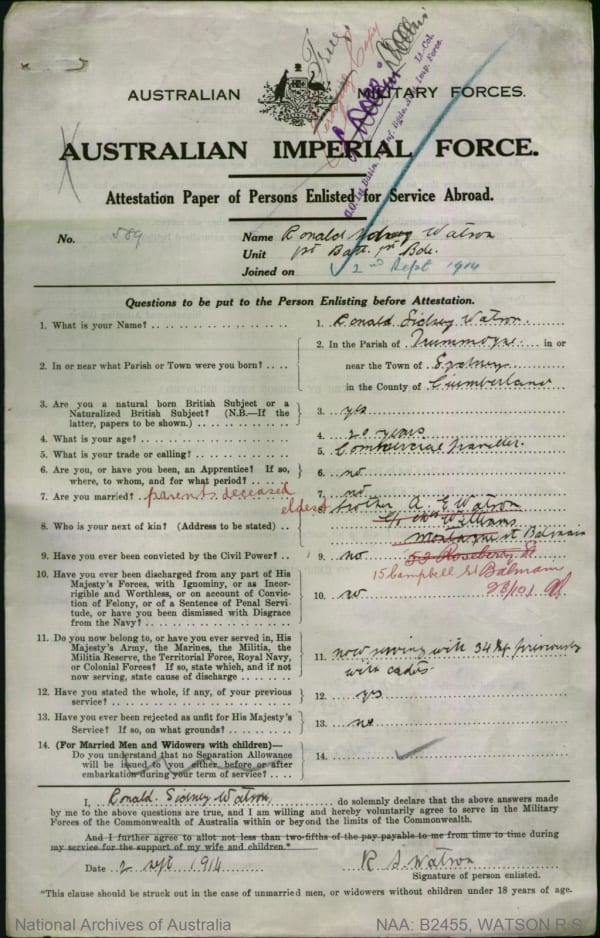 True
Copy
Lt-Col.
AUSTRALIAN MILITARY FORCES.
AUSTRALIAN IMPERIAL FORCE.
Attestation Paper of Persons Enlisted for Service Abroad.
No. 589 Name Ronald Sidney Watson
Unit 1st Batt. 1st Bde.
Joined on 2nd Sept 1914
Questions to be put to the Person Enlisting before Attestation.
1. What is your Name? 1. Ronald Sidney Watson
2. In or near what Parish or Town were you born? 2. In the Parish of Drummoyne in or
near the Town of Sydney
in the County of Cumberland
3. Are you a natural born British Subject or a
Naturalized British Subject? (N.B.—If the
latter, papers to be shown.) 3. yes
4. What is your age? 4. 20 years
5. What is your trade or calling? 5. Commercial traveller.
6. Are you, or have you been, an Apprentice? If so,
where, to whom, and for what period? 6. no
7. Are you married? parents deceased 7. no
8. Who is your next of kin? (Address to be stated) eldest brother A. E. Watson
Williams
Montague st Balmain
9. Have you ever been convicted by the Civil Power? 9. no
15 Campbell St Balmain
10. Have you ever been discharged from any part of His
Majesty's Forces, with Ignominy, or as Incor-
rigible and Worthless, or on account of Convic-
tion of Felony, or of a Sentence of Penal Servi-
tude, or have you been Dismissed with Disgrace
from the Navy? 10. no
11. Do you now belong to, or have you ever served in, His
Majesty's Army, the Marines, the Militia, the
Militia Reserve, the Territorial Force, Royal Navy,
or Colonial Forces? If so, state which, and if not
now serving, state cause of discharge 11. now serving with 34th previously
with cadets
12. Have you stated the whole, if any, of your previous
service? 12. yes
13. Have you ever been rejected as unfit for His Majesty's
Service? If so, on what grounds? 13. no
14. (For Married Men and Widowers with children)—
Do you understand that no Separation Allowance
will be issued to you either before or after
embarkation during your term of service? 14.
I, Ronald Sidney Watson do solemnly declare that the above answers made
by me to the above questions are true, and I am willing and hereby voluntarily agree to serve in the Military
Forces of the Commonwealth of Australia within or beyond the limits of the Commonwealth.
And I further agree to allot not less than two-fifths of the pay payable to me from time to time during
my service for the support of my wife and children.*
Date 2 Sept 1914 R S Watson
Signature of person enlisted.
*This clause should be struck out in the case of unmarried men, or widowers without children under 18 years of age.
National Archives of Australia NAA: B2455, WATSON R S